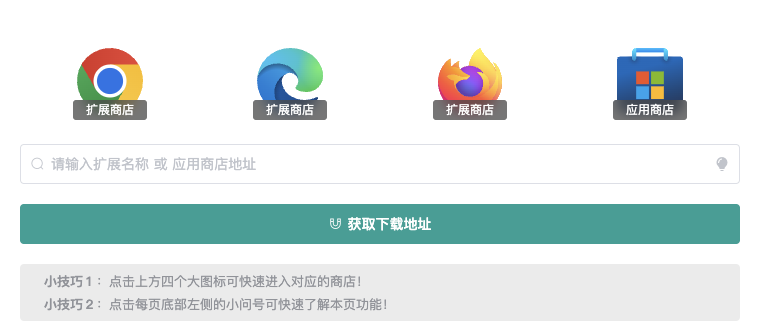 扩展商店 扩展商店 扩展商店 应用商店
请输入扩展名称 或 应用商店地址
获取下载地址
小技巧 1 : 点击上方四个大图标可快速进入对应的商店!
小技巧 2 : 点击每页底部左侧的小问号可快速了解本页功能!